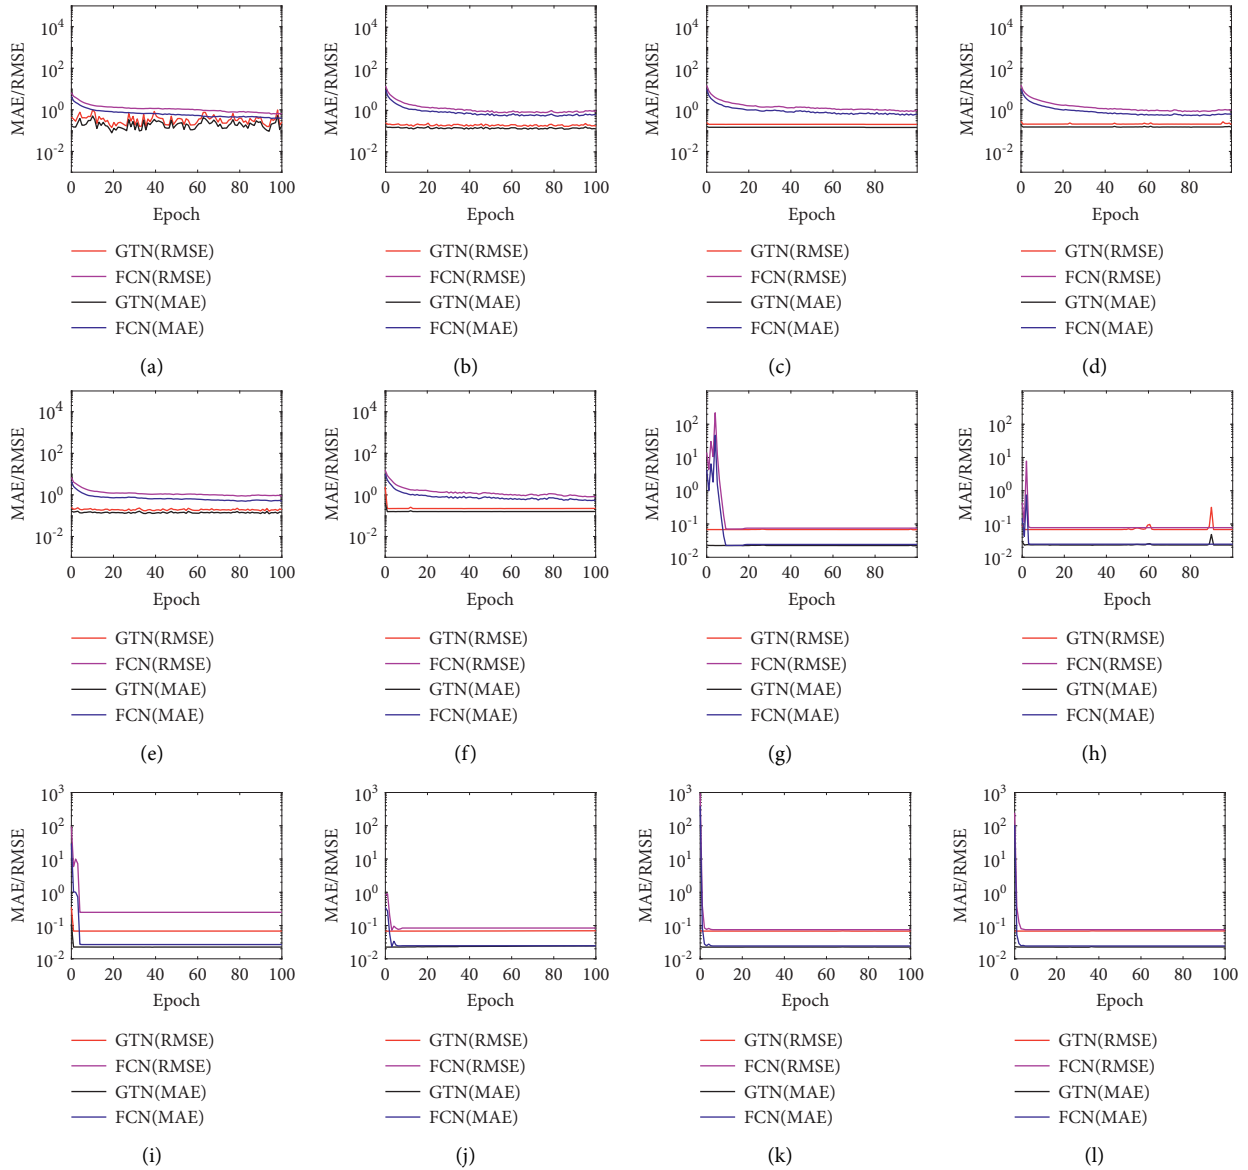 MAE/RMSE
10^4
10^2
10^0
10^-2
0 20 40 60 80 100
Epoch
GTN(RMSE)
FCN(RMSE)
GTN(MAE)
FCN(MAE)
(a)
MAE/RMSE
10^4
10^2
10^0
10^-2
0 20 40 60 80 100
Epoch
GTN(RMSE)
FCN(RMSE)
GTN(MAE)
FCN(MAE)
(b)
MAE/RMSE
10^4
10^2
10^0
10^-2
0 20 40 60 80
Epoch
GTN(RMSE)
FCN(RMSE)
GTN(MAE)
FCN(MAE)
(c)
MAE/RMSE
10^4
10^2
10^0
10^-2
0 20 40 60 80
Epoch
GTN(RMSE)
FCN(RMSE)
GTN(MAE)
FCN(MAE)
(d)
MAE/RMSE
10^4
10^2
10^0
10^-2
0 20 40 60 80 100
Epoch
GTN(RMSE)
FCN(RMSE)
GTN(MAE)
FCN(MAE)
(e)
MAE/RMSE
10^4
10^2
10^0
10^-2
0 20 40 60 80 100
Epoch
GTN(RMSE)
FCN(RMSE)
GTN(MAE)
FCN(MAE)
(f)
MAE/RMSE
10^2
10^1
10^0
10^-1
10^-2
0 20 40 60 80
Epoch
GTN(RMSE)
FCN(RMSE)
GTN(MAE)
FCN(MAE)
(g)
MAE/RMSE
10^2
10^1
10^0
10^-1
10^-2
0 20 40 60 80
Epoch
GTN(RMSE)
FCN(RMSE)
GTN(MAE)
FCN(MAE)
(h)
MAE/RMSE
10^3
10^2
10^1
10^0
10^-1
10^-2
0 20 40 60 80 100
Epoch
GTN(RMSE)
FCN(RMSE)
GTN(MAE)
FCN(MAE)
(i)
MAE/RMSE
10^3
10^2
10^1
10^0
10^-1
10^-2
0 20 40 60 80 100
Epoch
GTN(RMSE)
FCN(RMSE)
GTN(MAE)
FCN(MAE)
(j)
MAE/RMSE
10^3
10^2
10^1
10^0
10^-1
10^-2
0 20 40 60 80 100
Epoch
GTN(RMSE)
FCN(RMSE)
GTN(MAE)
FCN(MAE)
(k)
MAE/RMSE
10^3
10^2
10^1
10^0
10^-1
10^-2
0 20 40 60 80 100
Epoch
GTN(RMSE)
FCN(RMSE)
GTN(MAE)
FCN(MAE)
(l)